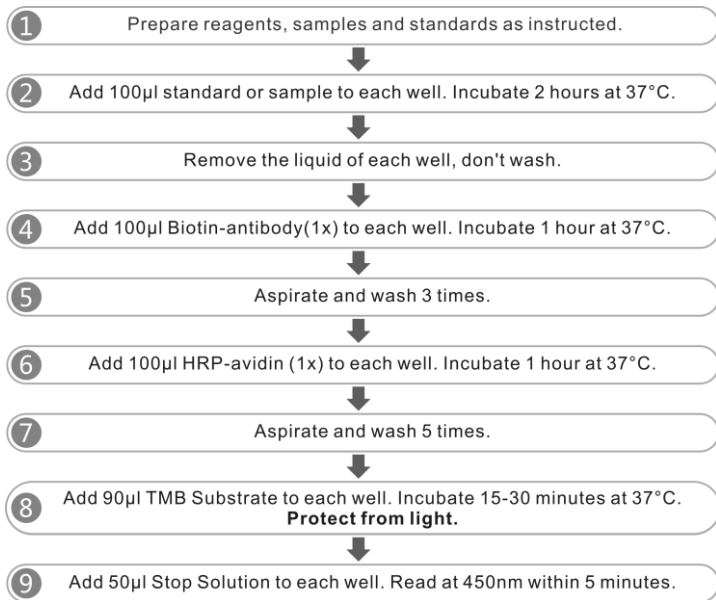 1 Prepare reagents, samples and standards as instructed.
2 Add 100μl standard or sample to each well. Incubate 2 hours at 37°C.
3 Remove the liquid of each well, don't wash.
4 Add 100μl Biotin-antibody(1x) to each well. Incubate 1 hour at 37°C.
5 Aspirate and wash 3 times.
6 Add 100μl HRP-avidin (1x) to each well. Incubate 1 hour at 37°C.
7 Aspirate and wash 5 times.
8 Add 90μl TMB Substrate to each well. Incubate 15-30 minutes at 37°C.
Protect from light.
9 Add 50μl Stop Solution to each well. Read at 450nm within 5 minutes.